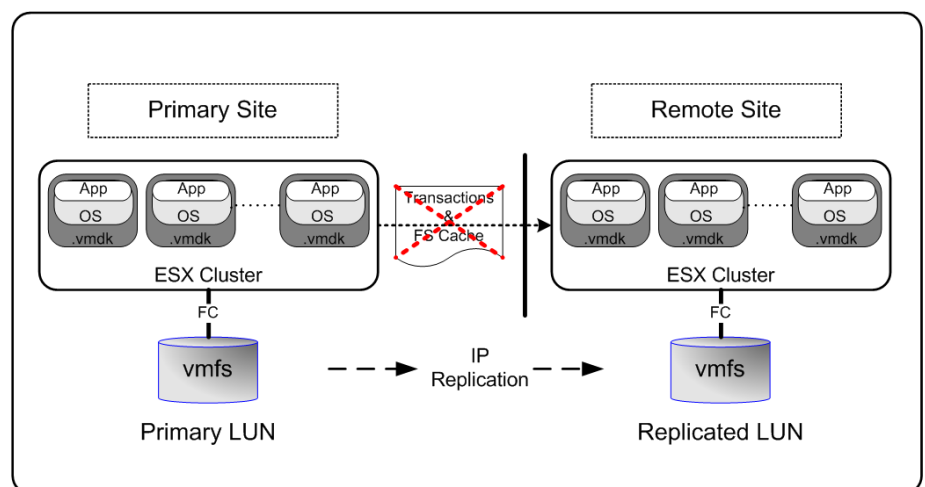 Primary Site
Remote Site
App App App
OS OS OS
.vmdk .vmdk .vmdk
ESX Cluster
Transactions
&
FS Cache
App App App
OS OS OS
.vmdk .vmdk .vmdk
ESX Cluster
FC
FC
vmfs
IP
Replication
vmfs
Primary LUN
Replicated LUN